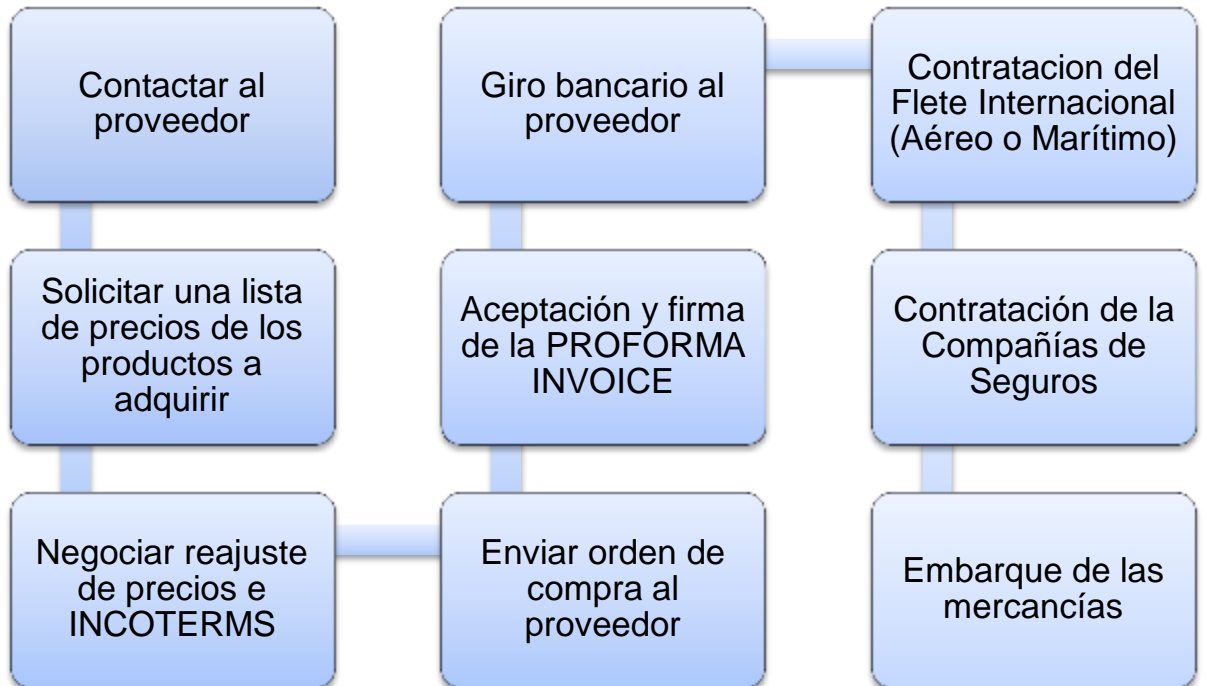 Contactar al
proveedor
Solicitar una lista
de precios de los
productos a
adquirir
Negociar reajuste
de precios e
INCOTERMS
Enviar orden de
compra al
proveedor
Aceptación y firma
de la PROFORMA
INVOICE
Giro bancario al
proveedor
Contratacion del
Flete Internacional
(Aéreo o Marítimo)
Contratación de la
Compañías de
Seguros
Embarque de las
mercancías